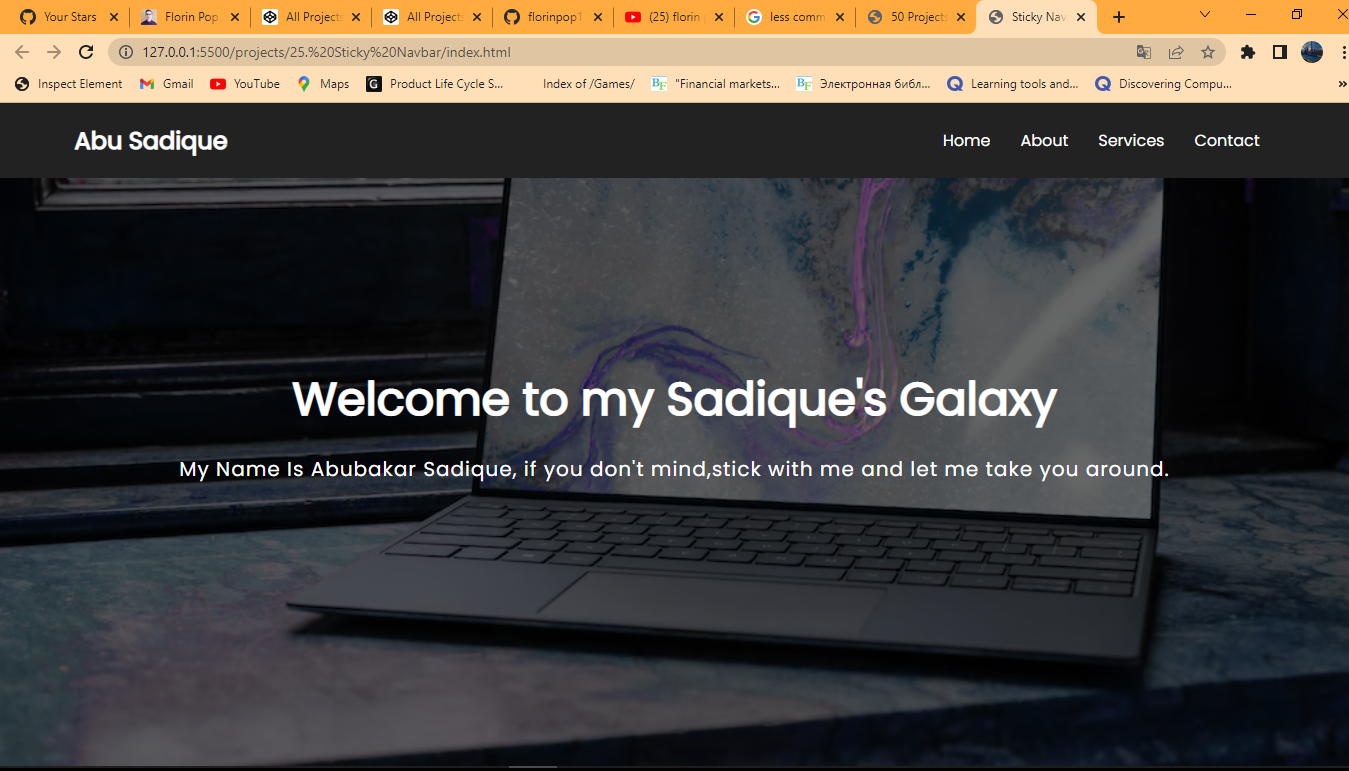 Your Stars
Florin Pop
All Projects
All Projects
florinpop1
(25) florin
less comm
50 Projects
Sticky Nav
127.0.0.1:5500/projects/25.%20Sticky%20Navbar/index.html
Inspect Element
Gmail
YouTube
Maps
G
Product Life Cycle S...
Index of /Games/
BF
"Financial markets...
BF
Электронная библ...
Learning tools and...
Discovering Compu...
»
Abu Sadique
Home
About
Services
Contact
Welcome to my Sadique's Galaxy
My Name Is Abubakar Sadique, if you don't mind,stick with me and let me take you around.